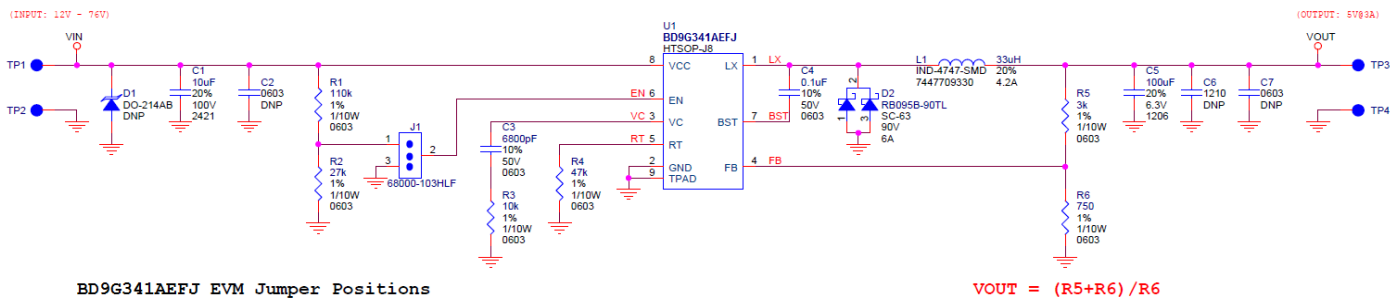 (INPUT: 12V - 76V)
(OUTPUT: 5V@3A)
VIN
VOUT
TP1
TP2
TP3
TP4
D1
DO-214AB
DNP
C1
10uF
20%
100V
2421
C2
0603
DNP
R1
110k
1%
1/10W
0603
R2
27k
1%
1/10W
0603
J1
1
2
3
68000-103HLF
C3
6800pF
10%
50V
0603
R3
10k
1%
1/10W
0603
R4
47k
1%
1/10W
0603
U1
BD9G341AEFJ
HTSOP-J8
8 VCC
LX 1 LX
EN 6 EN
VC 3 VC
BST 7 BST
RT 5 RT
2 GND
9 TPAD
FB 4 FB
C4
0.1uF
10%
50V
0603
2
1
3
D2
RB095B-90TL
SC-63
90V
6A
L1 33uH
IND-4747-SMD 20%
7447709330 4.2A
R5
3k
1%
1/10W
0603
R6
750
1%
1/10W
0603
C5
100uF
20%
6.3V
1206
C6
1210
DNP
C7
0603
DNP
BD9G341AEFJ EVM Jumper Positions
VOUT = (R5+R6)/R6